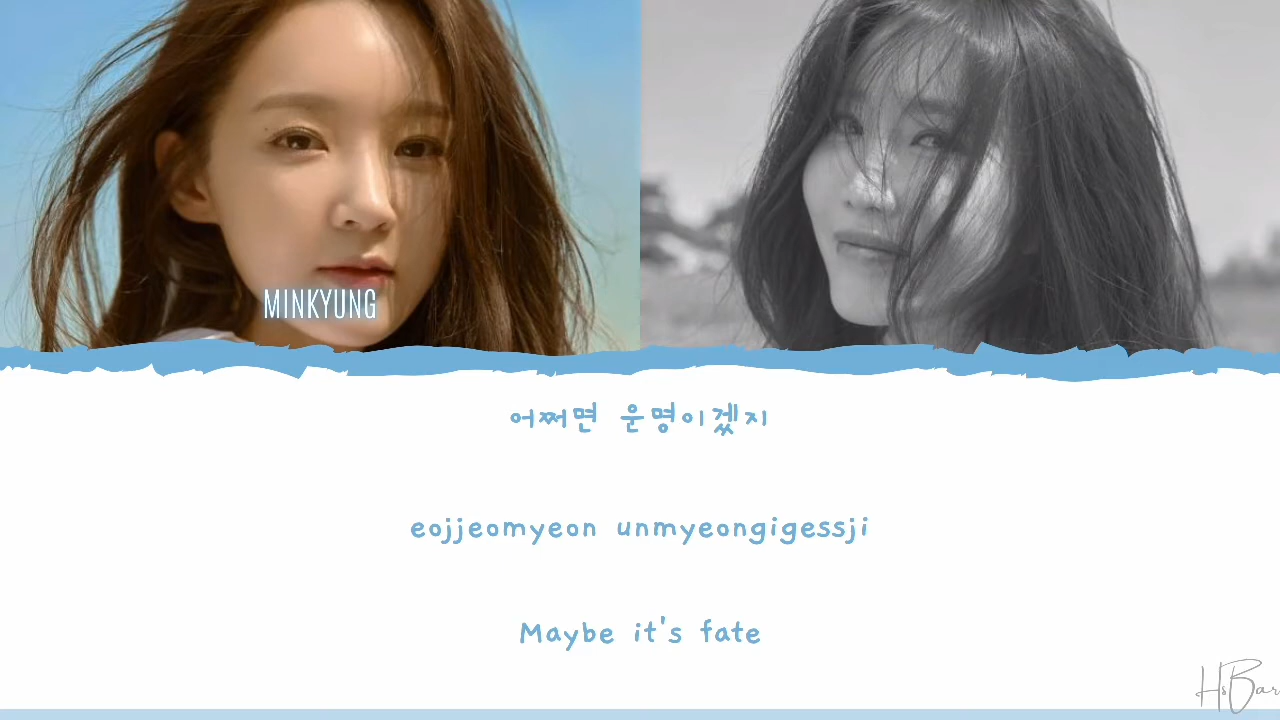 MINKYUNG
어쩌면 운명이겠지
eojjeomyeon unmyeongigessji
Maybe it's fate